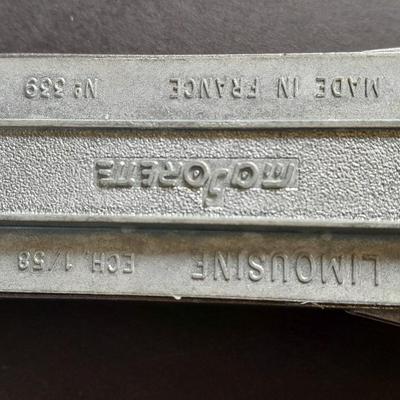 LIMOUSINE ECH. 1/58
majORETTE
MADE IN FRANCE Nº 339